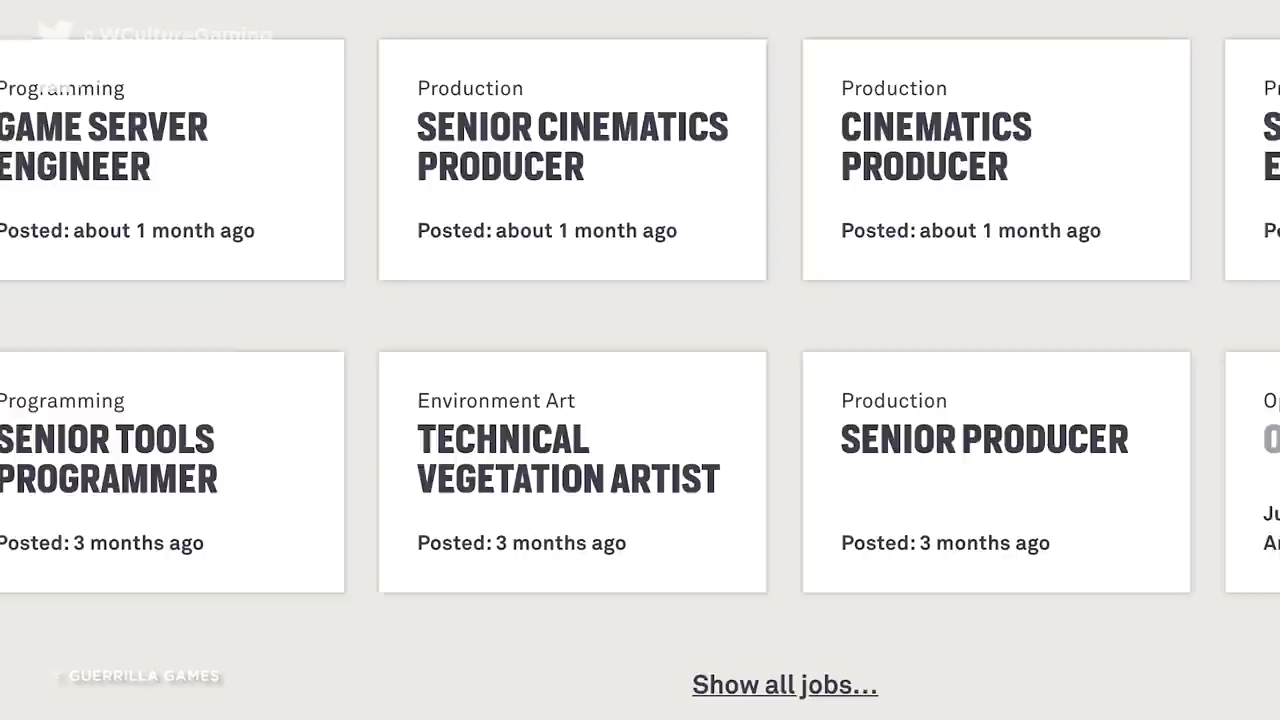 @WCultureGaming
Programming
GAME SERVER
ENGINEER
Posted: about 1 month ago
Production
SENIOR CINEMATICS
PRODUCER
Posted: about 1 month ago
Production
CINEMATICS
PRODUCER
Posted: about 1 month ago
Programming
SENIOR TOOLS
PROGRAMMER
Posted: 3 months ago
Environment Art
TECHNICAL
VEGETATION ARTIST
Posted: 3 months ago
Production
SENIOR PRODUCER
Posted: 3 months ago
GUERRILLA GAMES
Show all jobs...